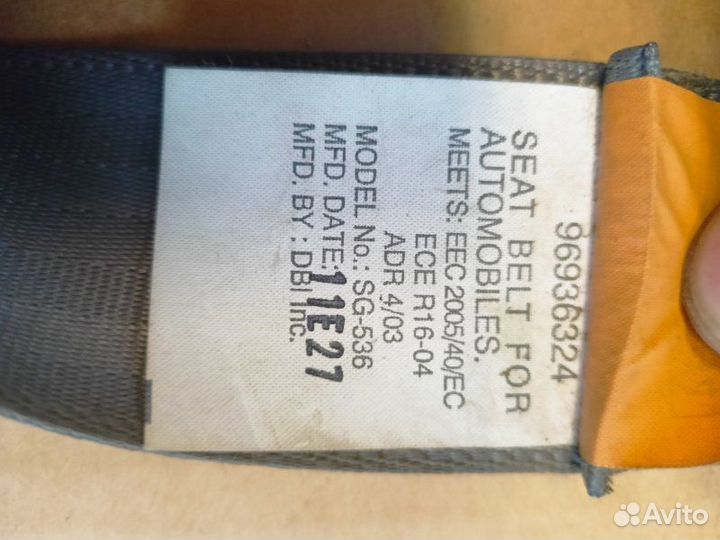 96936324
SEAT BELT FOR
AUTOMOBILES.
MEETS: EEC 2005/40/EC
ECE R16-04
ADR 4/03
MODEL No.: SG-536
MFD. DATE: 11E27
MFD. BY : DBI Inc.
Avito